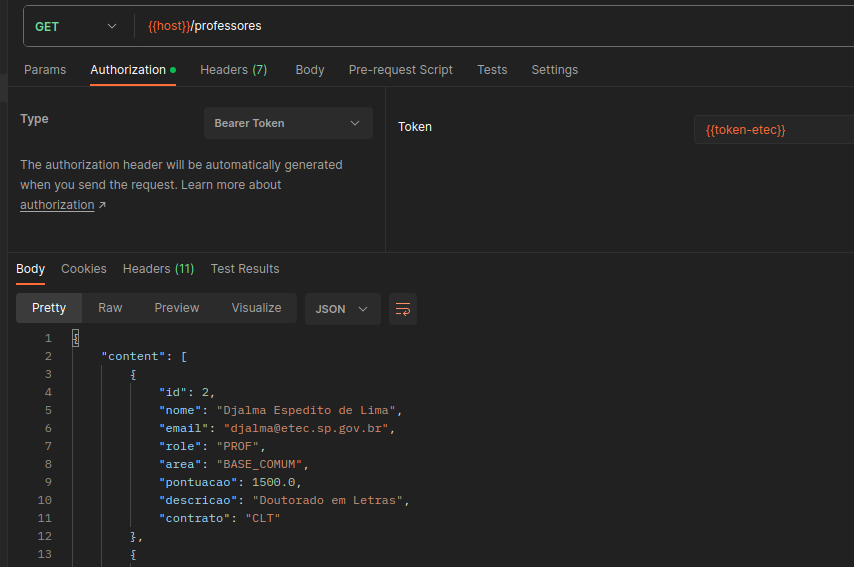 GET {{host}}/professores
Params Authorization Headers (7) Body Pre-request Script Tests Settings
Type Bearer Token
The authorization header will be automatically generated
when you send the request. Learn more about
authorization ↗
Token {{token-etec}}
Body Cookies Headers (11) Test Results
Pretty Raw Preview Visualize JSON
1 {
2 "content": [
3 {
4 "id": 2,
5 "nome": "Djalma Espedito de Lima",
6 "email": "djalma@etec.sp.gov.br",
7 "role": "PROF",
8 "area": "BASE_COMUM",
9 "pontuacao": 1500.0,
10 "descricao": "Doutorado em Letras",
11 "contrato": "CLT"
12 },
13 {